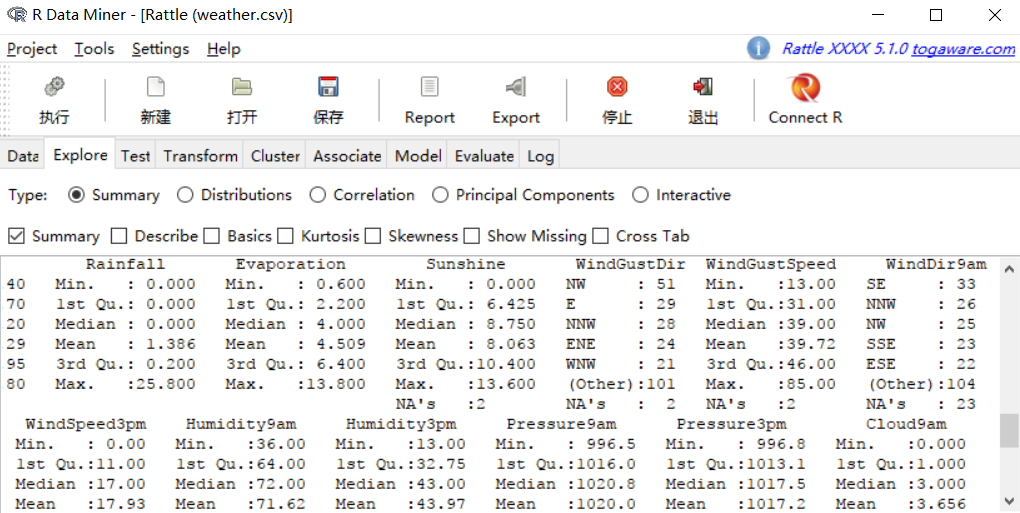 R Data Miner - [Rattle (weather.csv)]
Project Tools Settings Help Rattle XXXX 5.1.0 togaware.com
执行 新建 打开 保存 Report Export 停止 退出 Connect R
Data Explore Test Transform Cluster Associate Model Evaluate Log
Type: Summary Distributions Correlation Principal Components Interactive
Summary Describe Basics Kurtosis Skewness Show Missing Cross Tab
Rainfall Evaporation Sunshine WindGustDir WindGustSpeed WindDir9am
40 Min. : 0.000 Min. : 0.600 Min. : 0.000 NW : 51 Min. :13.00 SE : 33
70 1st Qu.: 0.000 1st Qu.: 2.200 1st Qu.: 6.425 E : 29 1st Qu.:31.00 NNW : 26
20 Median : 0.000 Median : 4.000 Median : 8.750 NNW : 28 Median :39.00 NW : 25
29 Mean : 1.386 Mean : 4.509 Mean : 8.063 ENE : 24 Mean :39.72 SSE : 23
95 3rd Qu.: 0.200 3rd Qu.: 6.400 3rd Qu.:10.400 WNW : 21 3rd Qu.:46.00 ESE : 22
80 Max. :25.800 Max. :13.800 Max. :13.600 (Other):101 Max. :85.00 (Other):104
NA's :2 NA's : 2 NA's :2 NA's : 23
WindSpeed3pm Humidity9am Humidity3pm Pressure9am Pressure3pm Cloud9am
Min. : 0.00 Min. :36.00 Min. :13.00 Min. : 996.5 Min. : 996.8 Min. :0.000
1st Qu.:11.00 1st Qu.:64.00 1st Qu.:32.75 1st Qu.:1016.0 1st Qu.:1013.1 1st Qu.:1.000
Median :17.00 Median :72.00 Median :43.00 Median :1020.8 Median :1017.5 Median :3.000
Mean :17.93 Mean :71.62 Mean :43.97 Mean :1020.0 Mean :1017.2 Mean :3.656